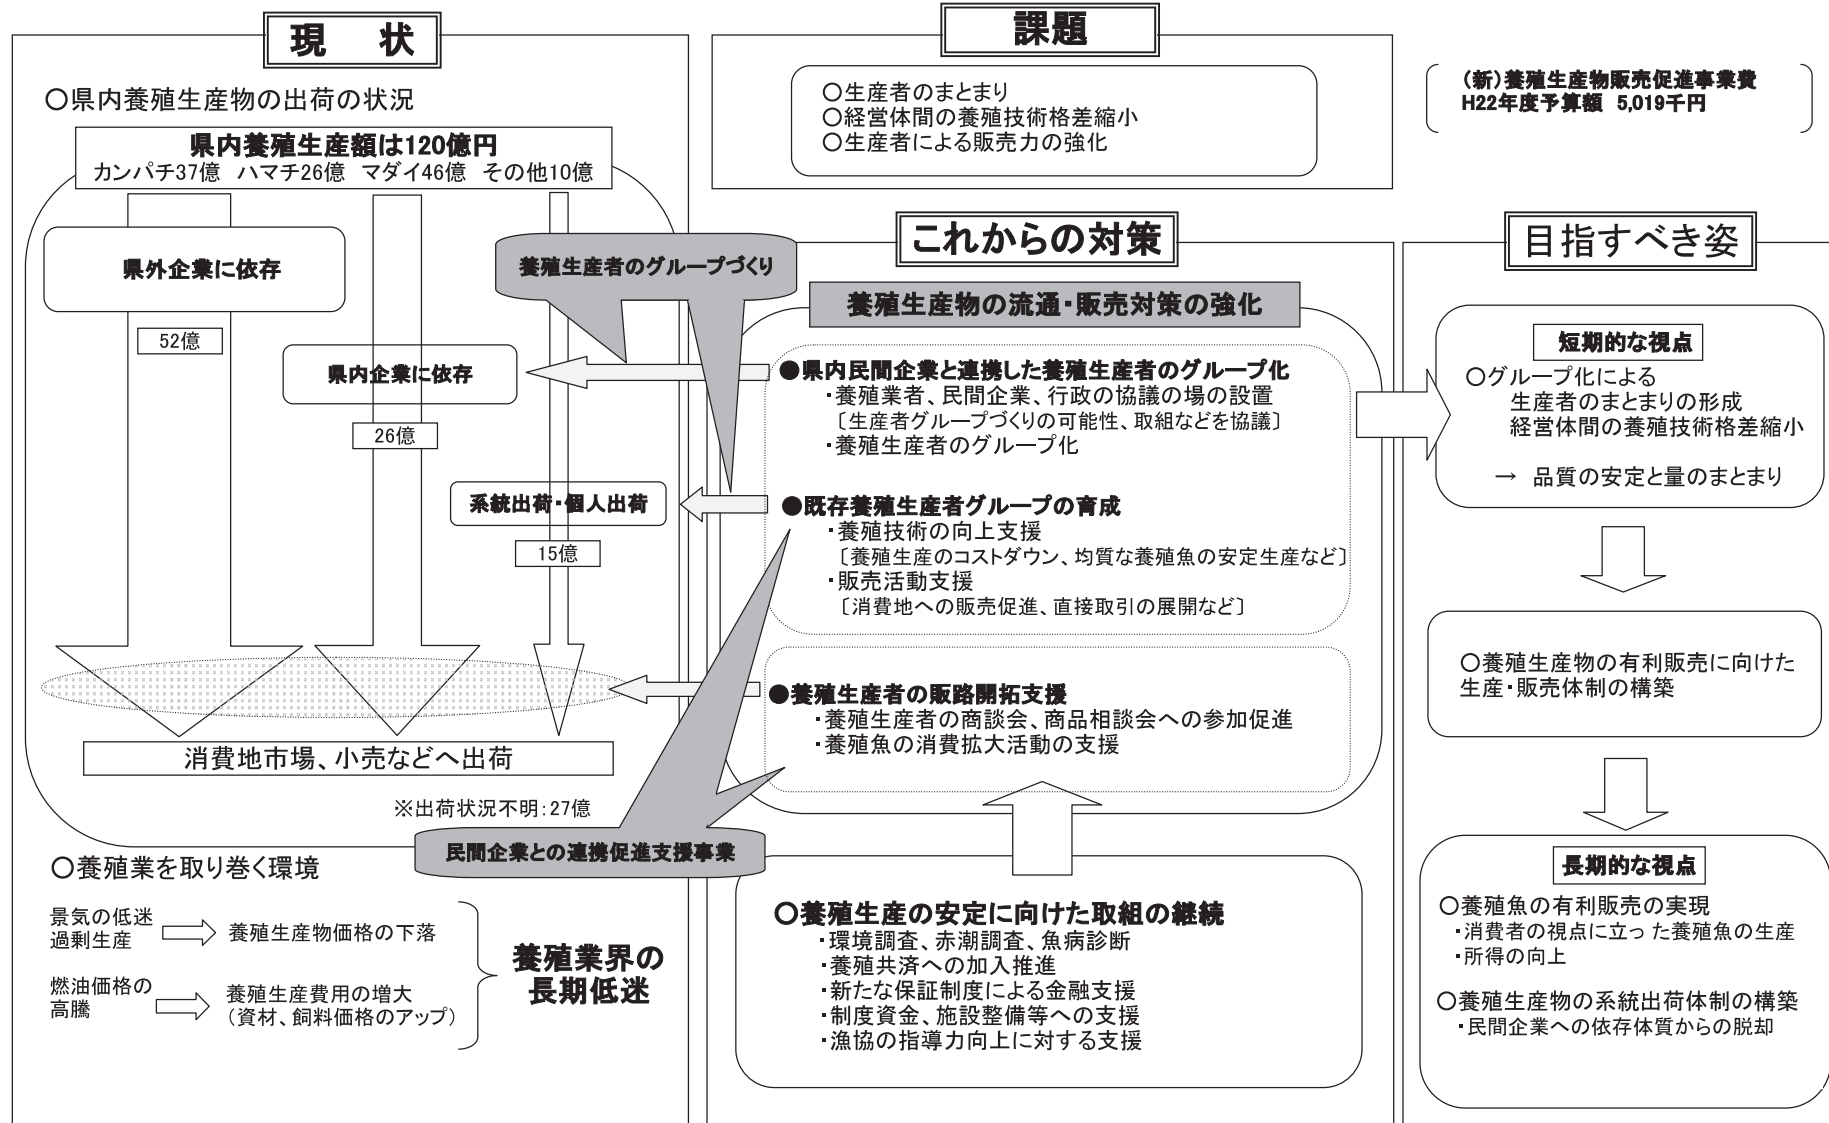 現　状
○県内養殖生産物の出荷の状況
県内養殖生産額は120億円
カンパチ37億　ハマチ26億　マダイ46億　その他10億
県外企業に依存
52億
県内企業に依存
26億
系統出荷・個人出荷
15億
消費地市場、小売などへ出荷
※出荷状況不明:27億
○養殖業を取り巻く環境
景気の低迷
過剰生産
養殖生産物価格の下落
燃油価格の
高騰
養殖生産費用の増大
（資材、飼料価格のアップ）
養殖業界の
長期低迷
養殖生産者のグループづくり
民間企業との連携促進支援事業
課題
○生産者のまとまり
○経営体間の養殖技術格差縮小
○生産者による販売力の強化
（新）養殖生産物販売促進事業費
H22年度予算額　5,019千円
これからの対策
養殖生産物の流通・販売対策の強化
●県内民間企業と連携した養殖生産者のグループ化
・養殖業者、民間企業、行政の協議の場の設置
〔生産者グループづくりの可能性、取組などを協議〕
・養殖生産者のグループ化
●既存養殖生産者グループの育成
・養殖技術の向上支援
〔養殖生産のコストダウン、均質な養殖魚の安定生産など〕
・販売活動支援
〔消費地への販売促進、直接取引の展開など〕
●養殖生産者の販路開拓支援
・養殖生産者の商談会、商品相談会への参加促進
・養殖魚の消費拡大活動の支援
○養殖生産の安定に向けた取組の継続
・環境調査、赤潮調査、魚病診断
・養殖共済への加入推進
・新たな保証制度による金融支援
・制度資金、施設整備等への支援
・漁協の指導力向上に対する支援
目指すべき姿
短期的な視点
○グループ化による
生産者のまとまりの形成
経営体間の養殖技術格差縮小
→　品質の安定と量のまとまり
○養殖生産物の有利販売に向けた
生産・販売体制の構築
長期的な視点
○養殖魚の有利販売の実現
・消費者の視点に立った養殖魚の生産
・所得の向上
○養殖生産物の系統出荷体制の構築
・民間企業への依存体質からの脱却